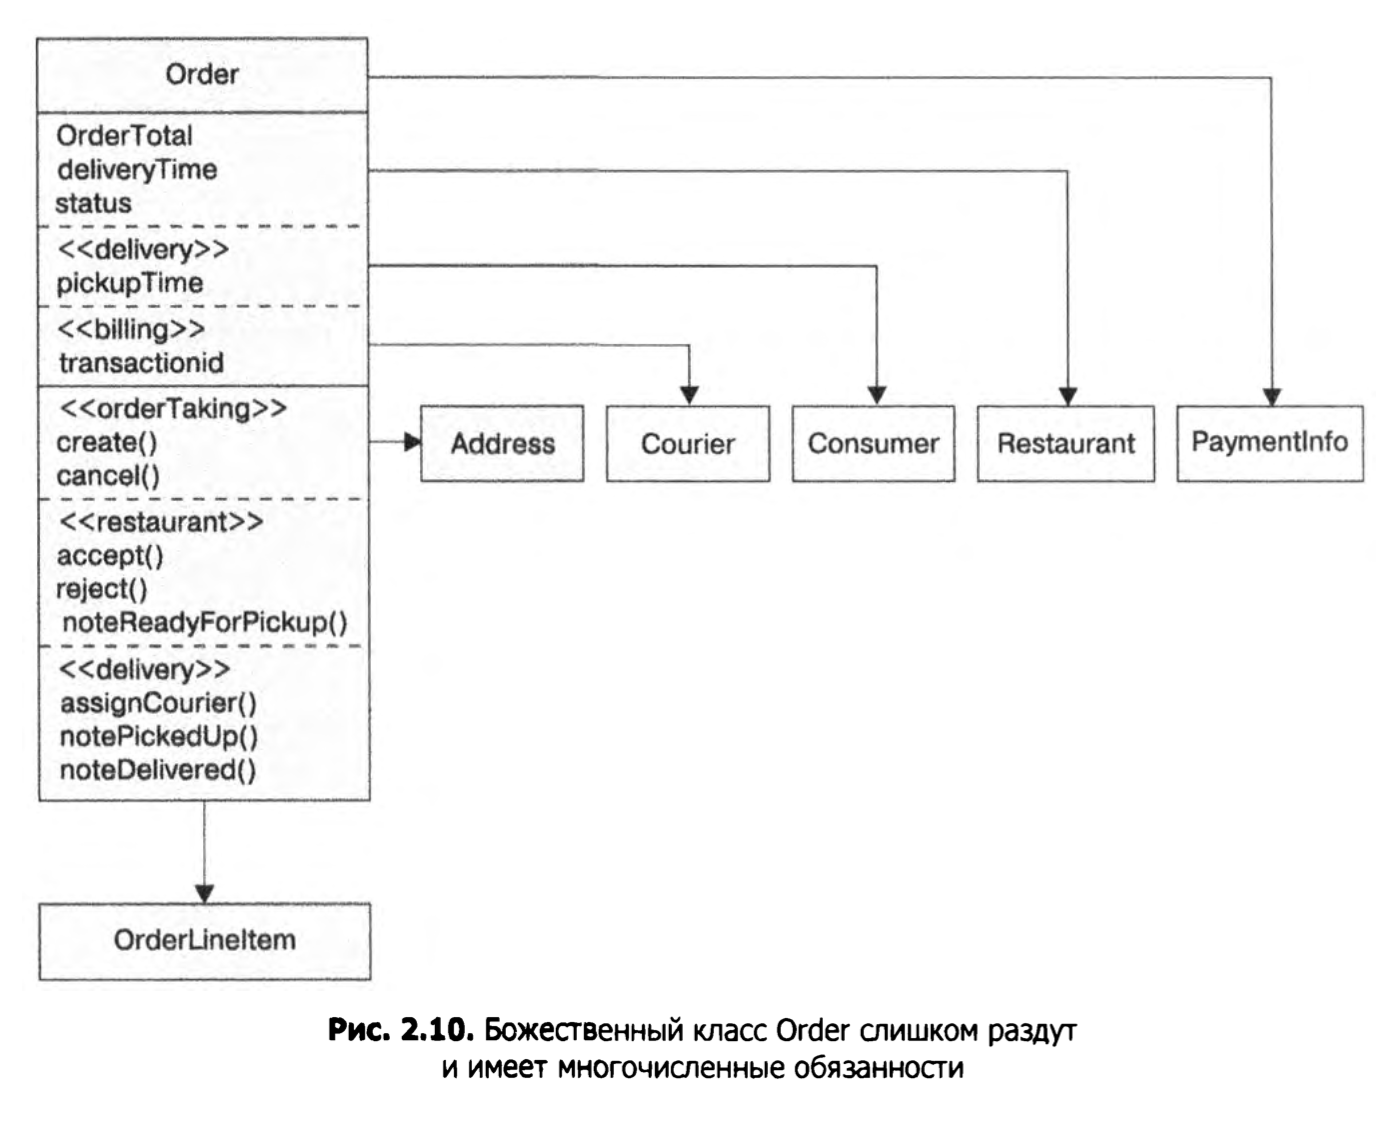 Order
OrderTotal
deliveryTime
status
<<delivery>>
pickupTime
<<billing>>
transactionid
<<orderTaking>>
create()
cancel()
<<restaurant>>
accept()
reject()
noteReadyForPickup()
<<delivery>>
assignCourier()
notePickedUp()
noteDelivered()
Address
Courier
Consumer
Restaurant
PaymentInfo
OrderLineItem
Рис. 2.10. Божественный класс Order слишком раздут
и имеет многочисленные обязанности